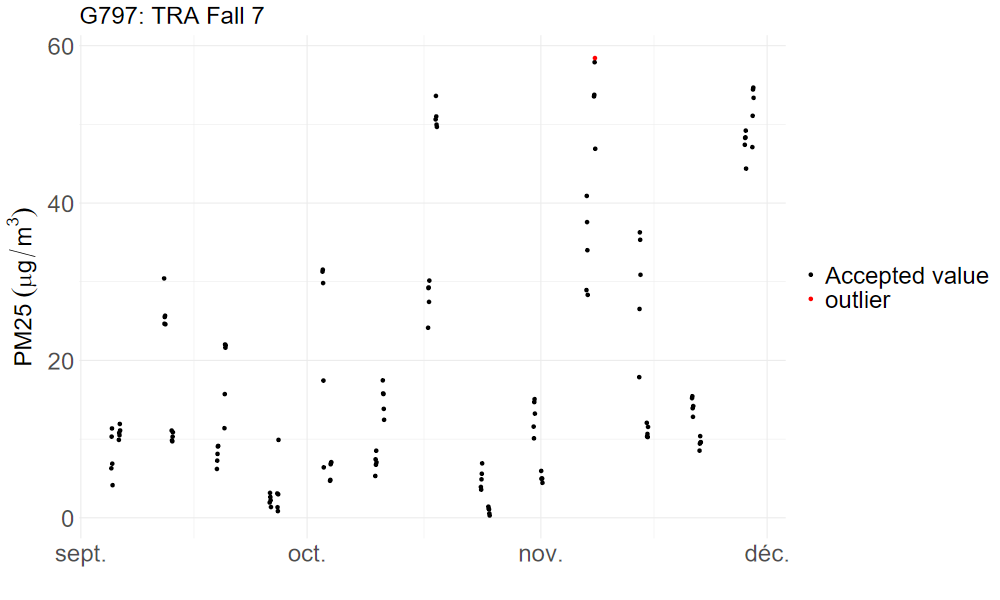 G797: TRA Fall 7
60
40
20
0
PM25 (μg/m³)
sept.
oct.
nov.
déc.
Accepted value
outlier